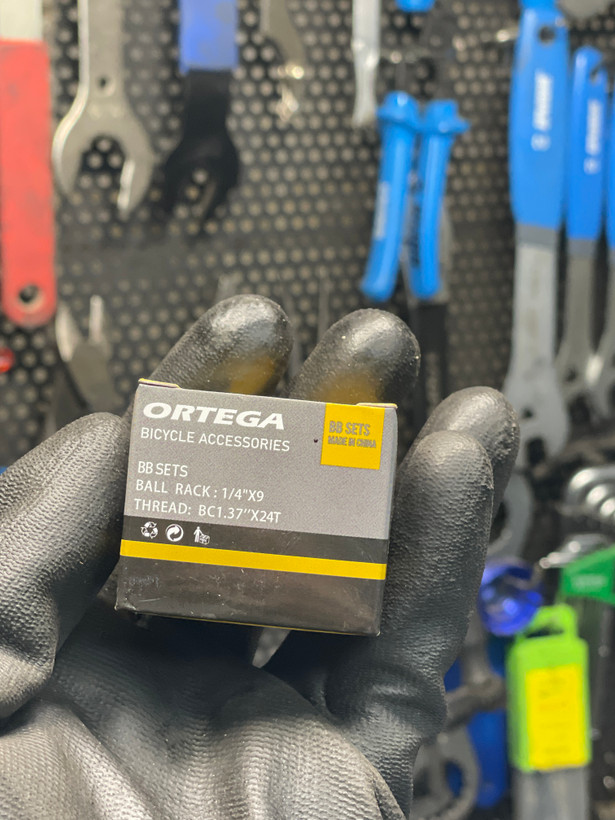 ORTEGA
BICYCLE ACCESSORIES
BB SETS
MADE IN CHINA
BB SETS
BALL RACK : 1/4"X9
THREAD: BC1.37"X24T